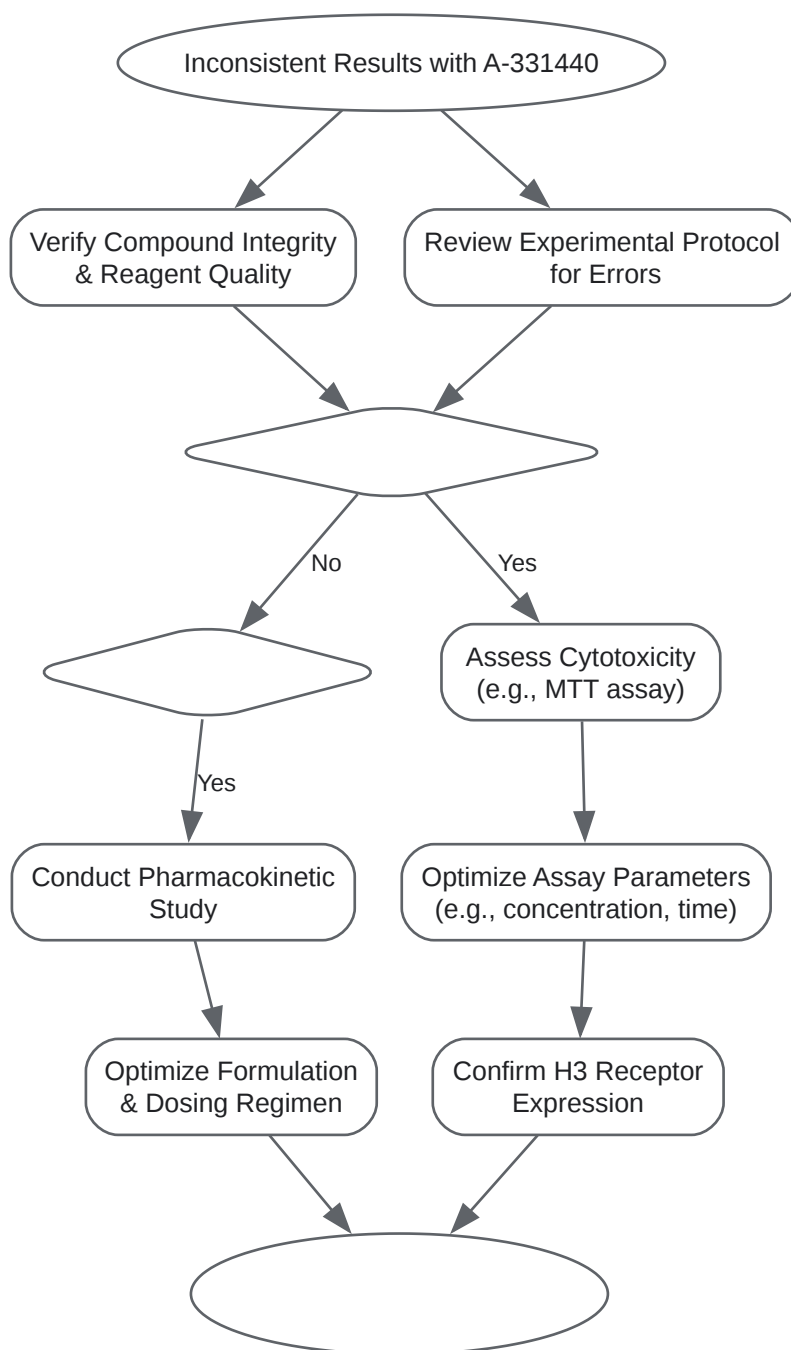 Inconsistent Results with A-331440
Verify Compound Integrity
& Reagent Quality
Review Experimental Protocol
for Errors
No
Yes
Assess Cytotoxicity
(e.g., MTT assay)
Yes
Conduct Pharmacokinetic
Study
Optimize Assay Parameters
(e.g., concentration, time)
Optimize Formulation
& Dosing Regimen
Confirm H3 Receptor
Expression